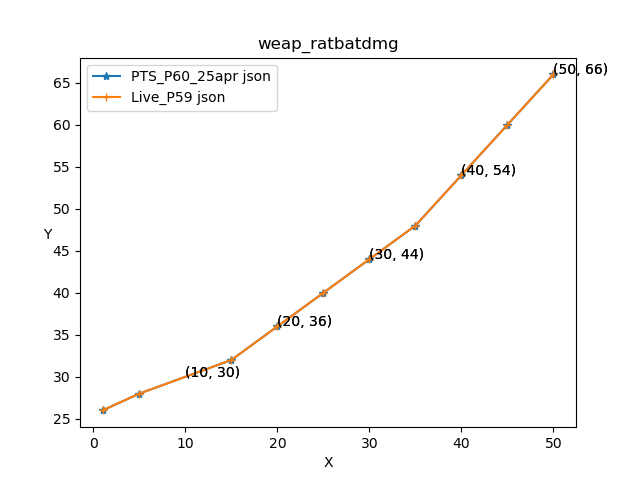 weap_ratbatdmg
PTS_P60_25apr json
Live_P59 json
(50, 66)
(40, 54)
(30, 44)
(20, 36)
(10, 30)
65
60
55
50
45
40
35
30
25
Y
0 10 20 30 40 50
X